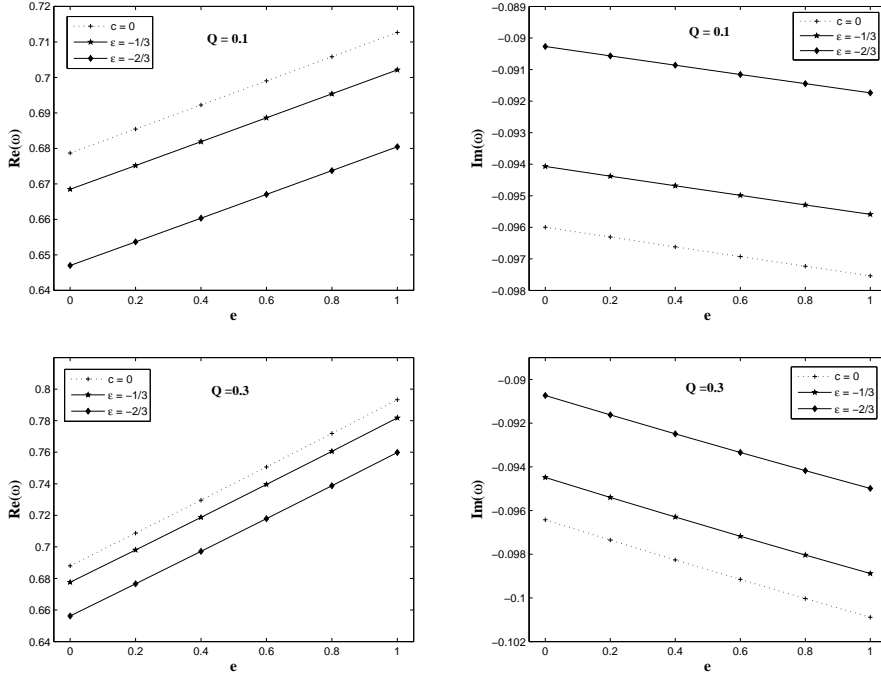 0.72
0.71
0.7
0.69
0.68
0.67
0.66
0.65
0.64
Re(ω)
c = 0
ε = −1/3
ε = −2/3
Q = 0.1
0 0.2 0.4 0.6 0.8 1
e
−0.089
−0.09
−0.091
−0.092
−0.093
−0.094
−0.095
−0.096
−0.097
−0.098
Im(ω)
Q = 0.1
c = 0
ε = −1/3
ε = −2/3
0 0.2 0.4 0.6 0.8 1
e
0.8
0.78
0.76
0.74
0.72
0.7
0.68
0.66
0.64
Re(ω)
c = 0
ε = −1/3
ε = −2/3
Q =0.3
0 0.2 0.4 0.6 0.8 1
e
−0.09
−0.092
−0.094
−0.096
−0.098
−0.1
−0.102
Im(ω)
Q = 0.3
c = 0
ε = −1/3
ε = −2/3
0 0.2 0.4 0.6 0.8 1
e